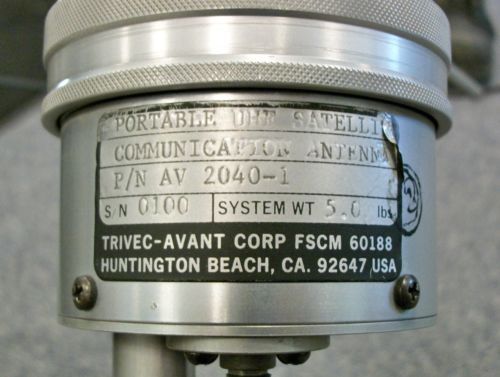 PORTABLE UHF SATELLI
COMMUNICATION ANTENNA
P/N AV 2040-1
S/N 0100 SYSTEM WT 5.0 lbs
TRIVEC-AVANT CORP FSCM 60188
HUNTINGTON BEACH, CA. 92647 USA